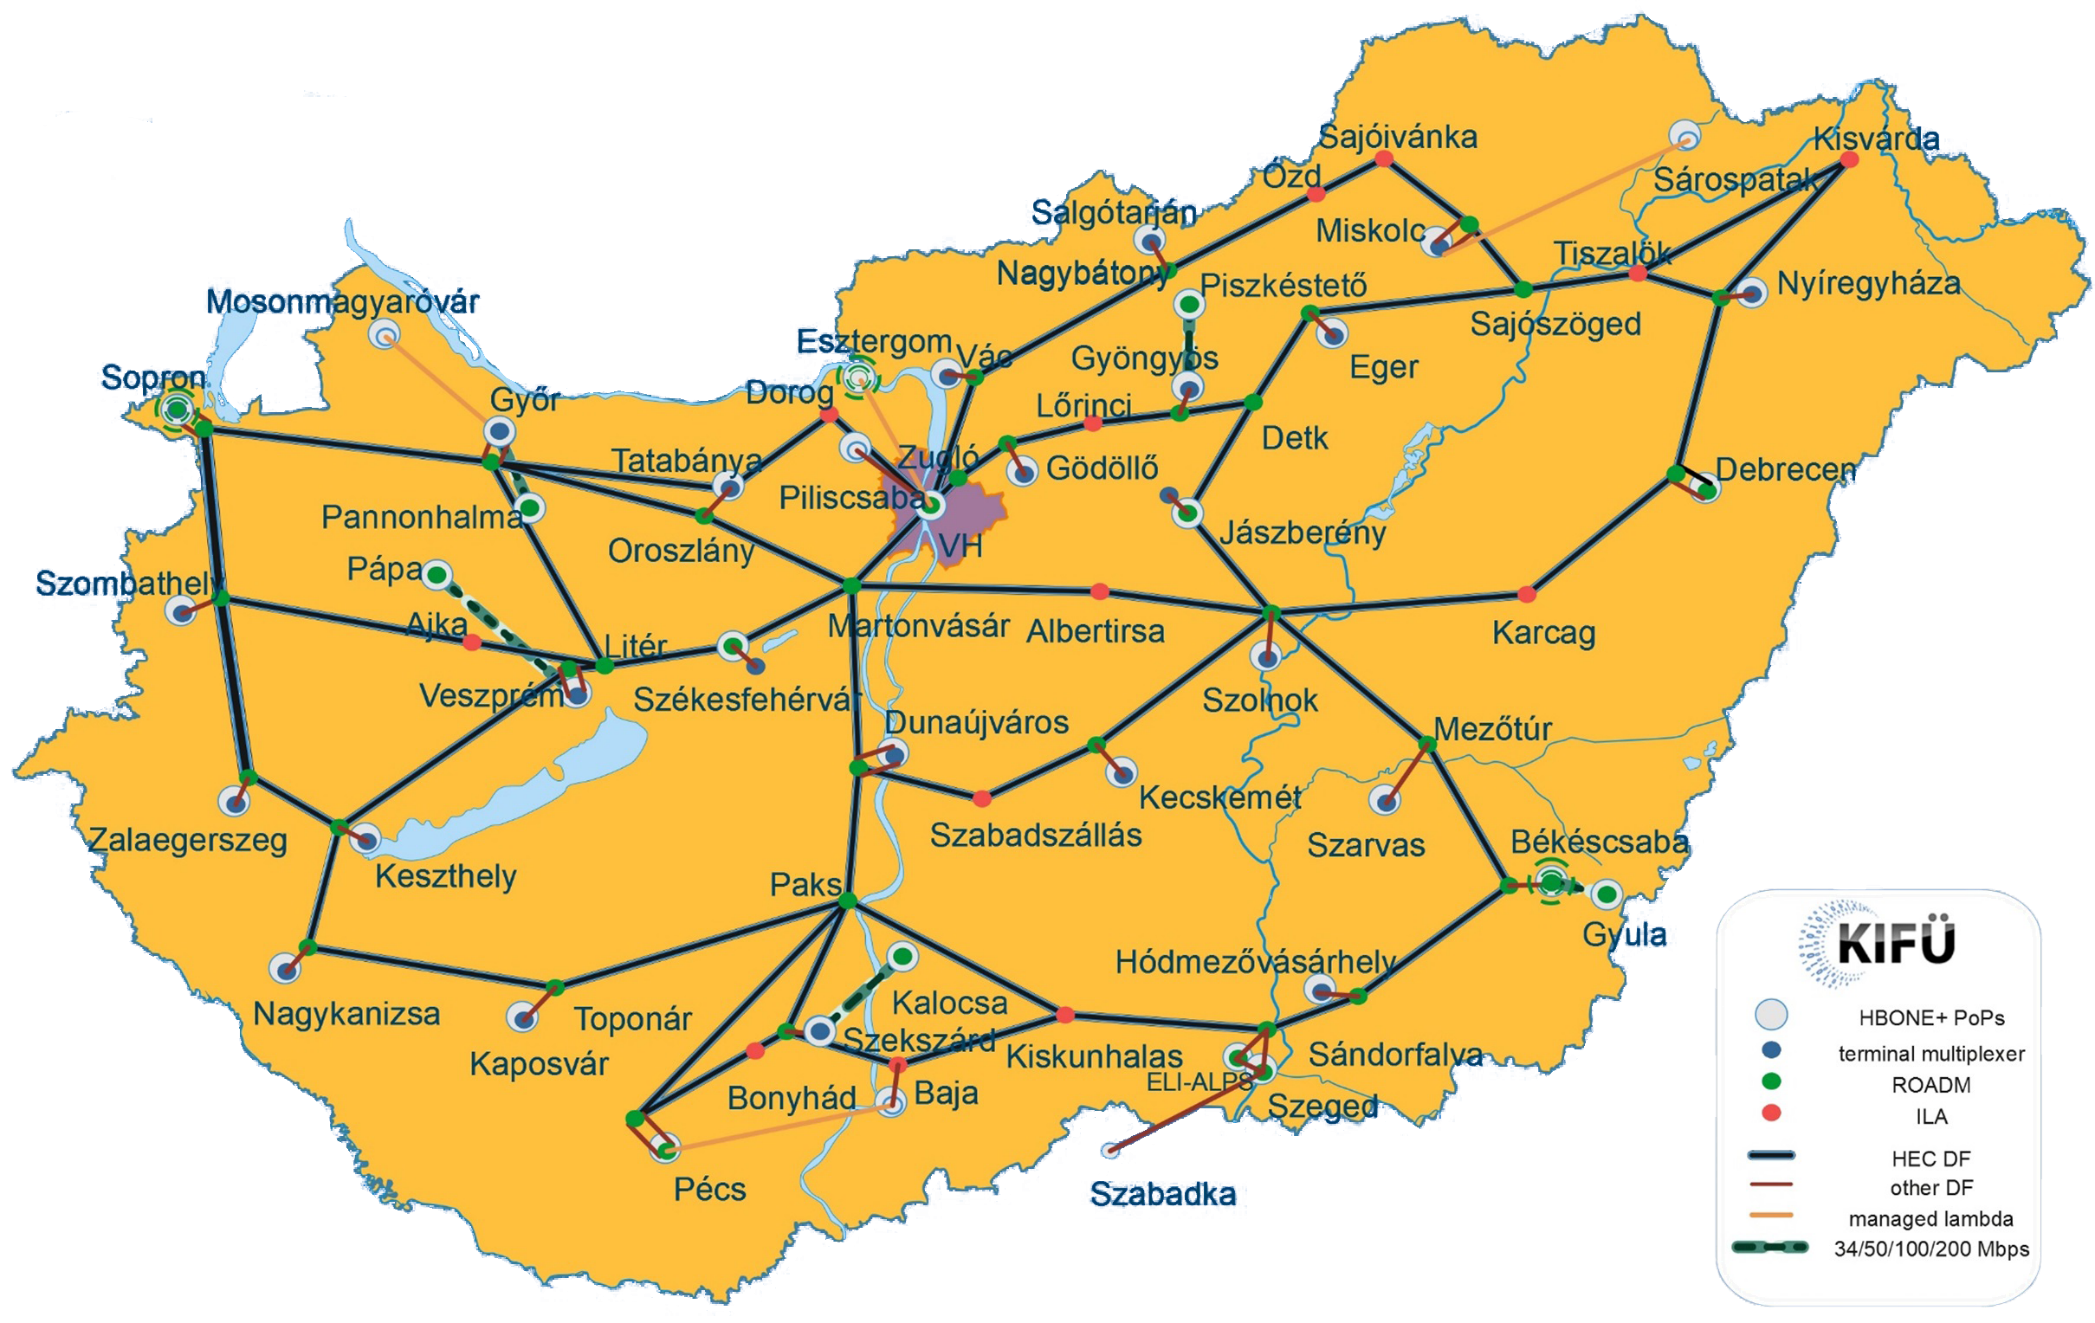 Sajóivánka
Kisvárda
Ózd
Sárospatak
Salgótarján
Miskolc
Tiszalök
Nagybátony
Piszkéstető
Nyíregyháza
Mosonmagyaróvár
Sajószöged
Esztergom
Vác
Gyöngyös
Eger
Sopron
Dorog
Győr
Lőrinci
Detk
Tatabánya
Zugló
Gödöllő
Debrecen
Piliscsaba
Pannonhalma
Jászberény
Oroszlány
VH
Pápa
Szombathely
Ajka
Martonvásár
Albertirsa
Karcag
Litér
Veszprém
Székesfehérvár
Szolnok
Dunaújváros
Mezőtúr
Kecskemét
Zalaegerszeg
Szabadszállás
Szarvas
Békéscsaba
Keszthely
Paks
Gyula
Hódmezővásárhely
Kalocsa
Nagykanizsa
Toponár
Szekszárd
Kiskunhalas
Sándorfalva
Kaposvár
ELI-ALPS
Bonyhád
Baja
Szeged
Pécs
Szabadka
KIFÜ
HBONE+ PoPs
terminal multiplexer
ROADM
ILA
HEC DF
other DF
managed lambda
34/50/100/200 Mbps